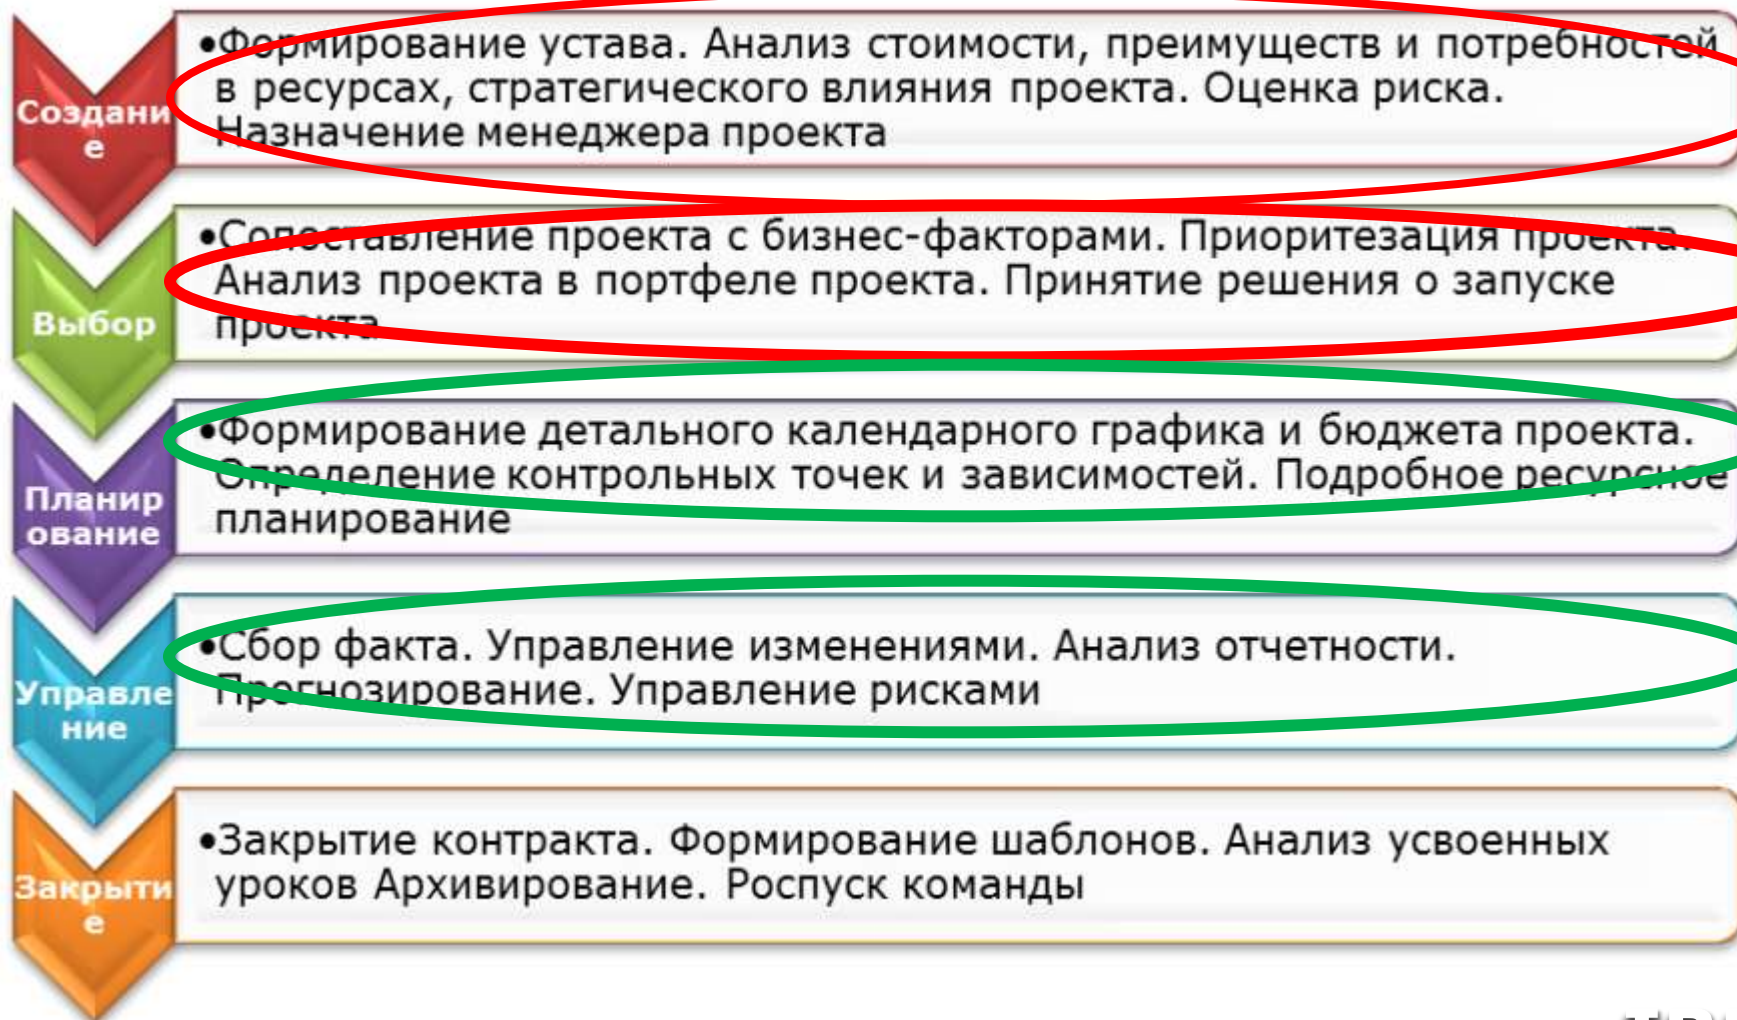 Создани
е
•Формирование устава. Анализ стоимости, преимуществ и потребностей
в ресурсах, стратегического влияния проекта. Оценка риска.
Назначение менеджера проекта
Выбор
•Сопоставление проекта с бизнес-факторами. Приоритезация проекта.
Анализ проекта в портфеле проекта. Принятие решения о запуске
проекта
Планир
ование
•Формирование детального календарного графика и бюджета проекта.
Определение контрольных точек и зависимостей. Подробное ресурсное
планирование
Управле
ние
•Сбор факта. Управление изменениями. Анализ отчетности.
Прогнозирование. Управление рисками
Закрыти
е
•Закрытие контракта. Формирование шаблонов. Анализ усвоенных
уроков Архивирование. Роспуск команды